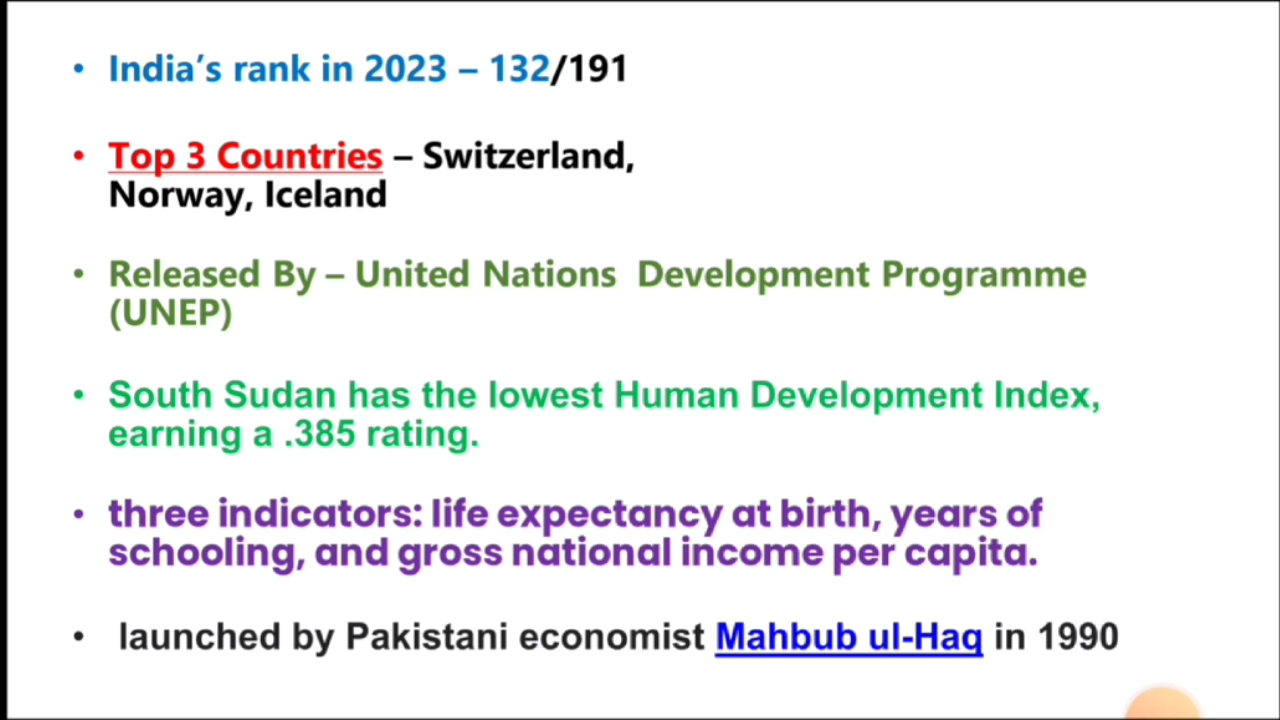 • India’s rank in 2023 – 132/191
• Top 3 Countries – Switzerland,
Norway, Iceland
• Released By – United Nations  Development Programme
(UNEP)
• South Sudan has the lowest Human Development Index,
earning a .385 rating.
• three indicators: life expectancy at birth, years of
schooling, and gross national income per capita.
• launched by Pakistani economist Mahbub ul-Haq in 1990